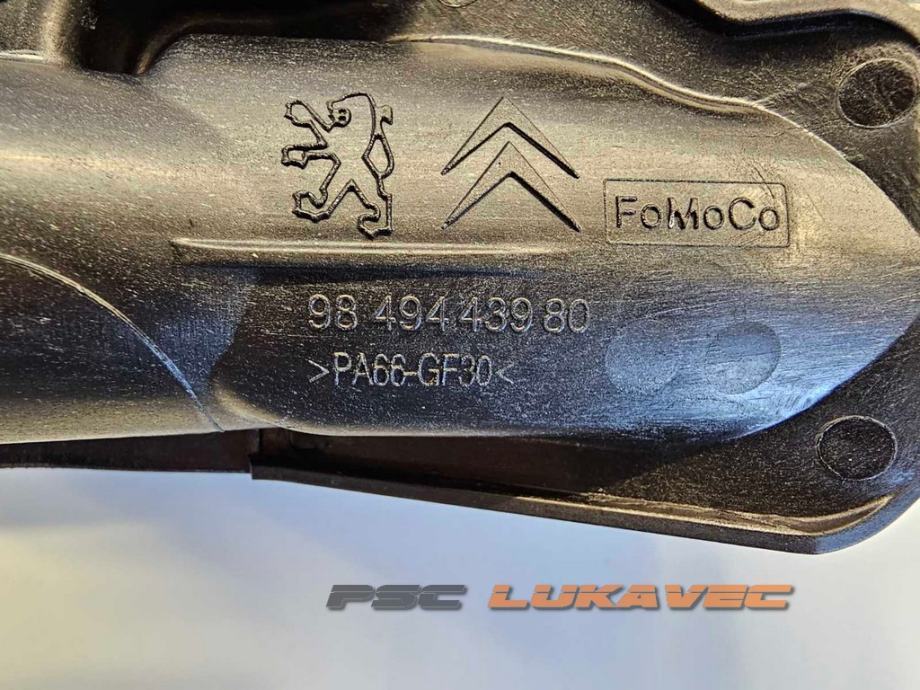 FoMoCo
98 494 439 80
>PA66-GF30<
PSC LUKAVEC